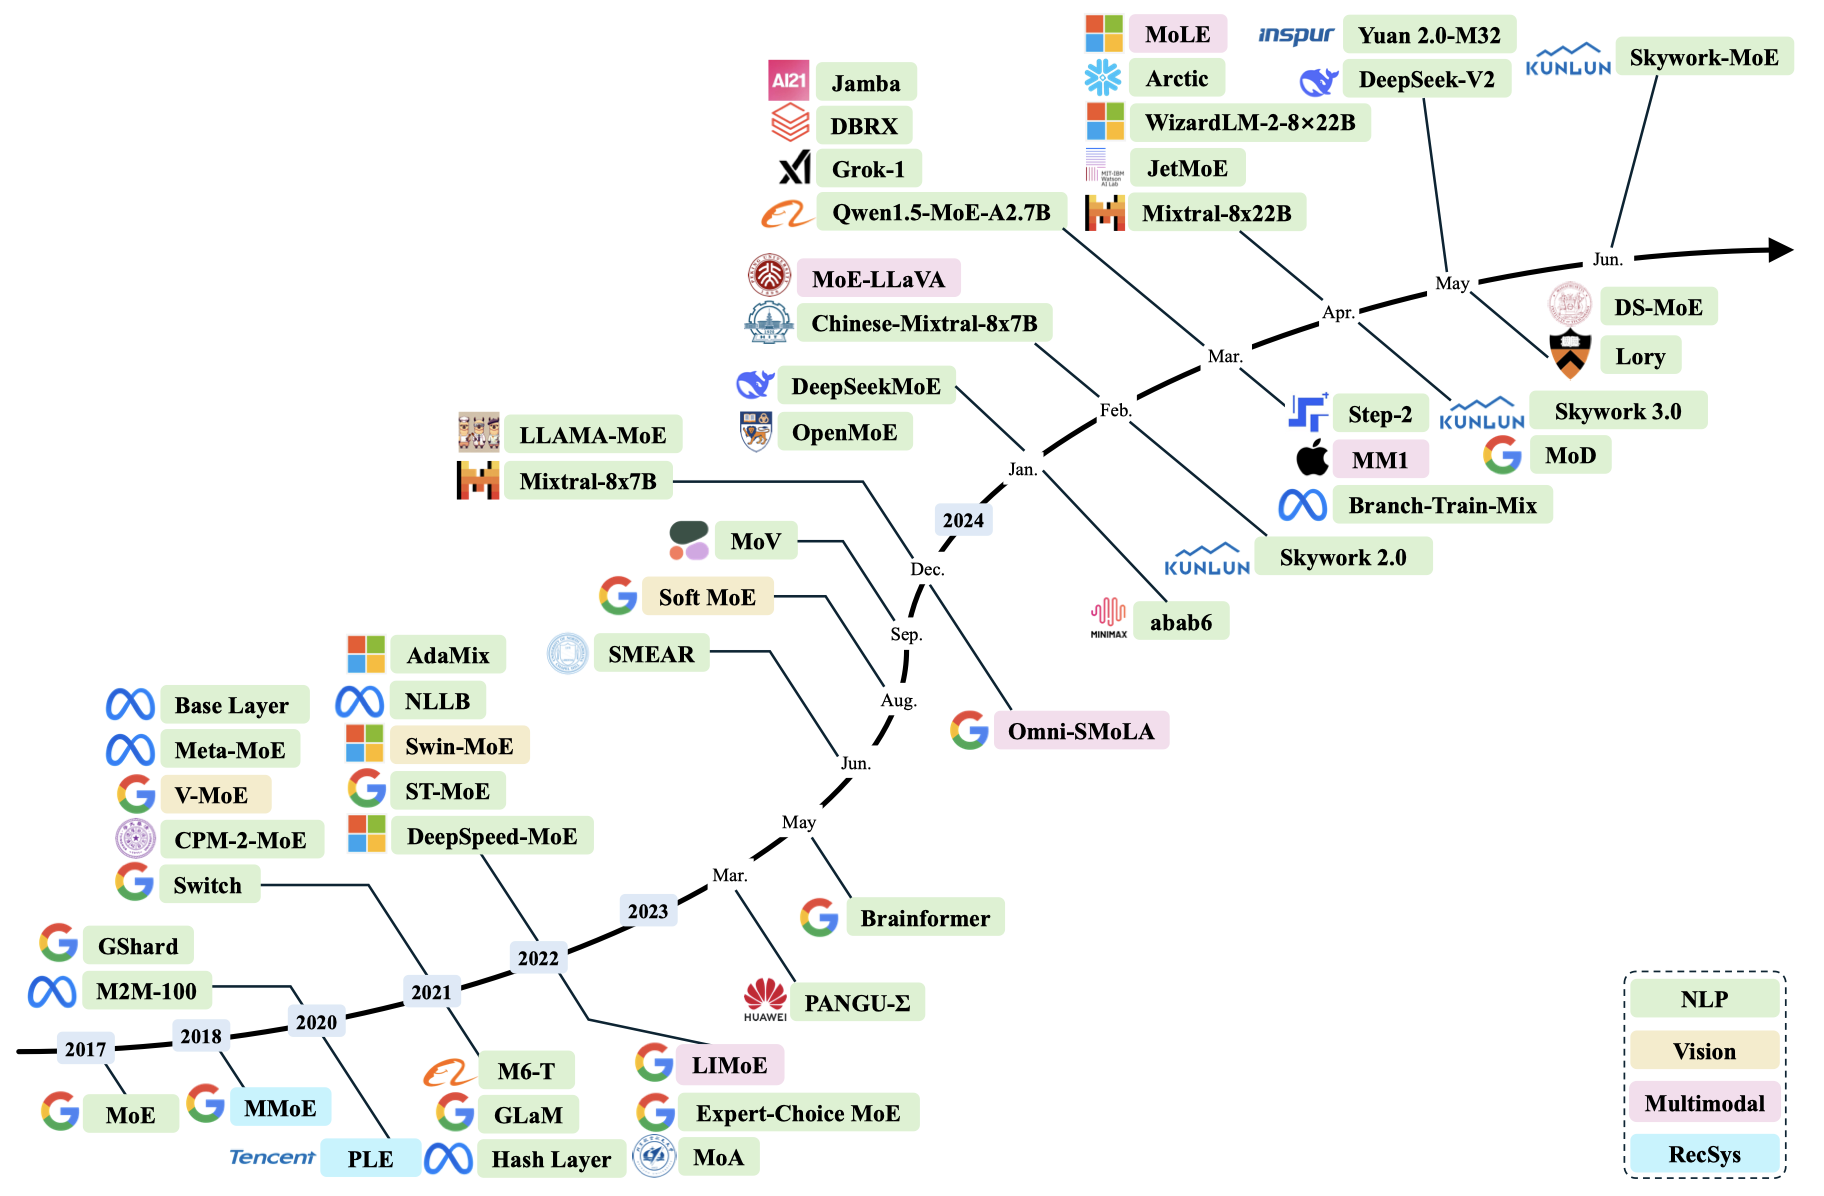 MoLE
inspur
Yuan 2.0-M32
KUNLUN
Skywork-MoE
AI21
Jamba
Arctic
DeepSeek-V2
DBRX
WizardLM-2-8×22B
Grok-1
MIT-IBM
Watson
AI Lab
JetMoE
Qwen1.5-MoE-A2.7B
Mixtral-8x22B
MoE-LLaVA
Chinese-Mixtral-8x7B
Jun.
May
Apr.
Mar.
Feb.
Jan.
2024
DS-MoE
Lory
DeepSeekMoE
OpenMoE
Step-2
KUNLUN
Skywork 3.0
MM1
MoD
Branch-Train-Mix
KUNLUN
Skywork 2.0
MINIMAX
abab6
LLAMA-MoE
Mixtral-8x7B
MoV
Soft MoE
SMEAR
Dec.
Sep.
Aug.
Jun.
May
Mar.
Omni-SMoLA
AdaMix
NLLB
Swin-MoE
ST-MoE
DeepSpeed-MoE
Base Layer
Meta-MoE
V-MoE
CPM-2-MoE
Switch
GShard
M2M-100
2023
2022
2021
2020
2018
2017
Brainformer
HUAWEI
PANGU-Σ
MoE
MMoE
Tencent
PLE
M6-T
GLaM
Hash Layer
LIMoE
Expert-Choice MoE
MoA
NLP
Vision
Multimodal
RecSys